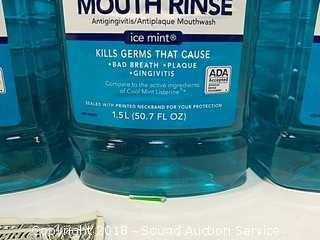 MOUTH RINSE
Antigingivitis/Antiplaque Mouthwash
ice mint®
KILLS GERMS THAT CAUSE
•BAD BREATH •PLAQUE
•GINGIVITIS
ADA
Accepted
Compare to the active ingredients
of Cool Mint Listerine®*
SEALED WITH PRINTED NECKBAND FOR YOUR PROTECTION
1.5L (50.7 FL OZ)
Copyright 2018 - Sound Auction Service